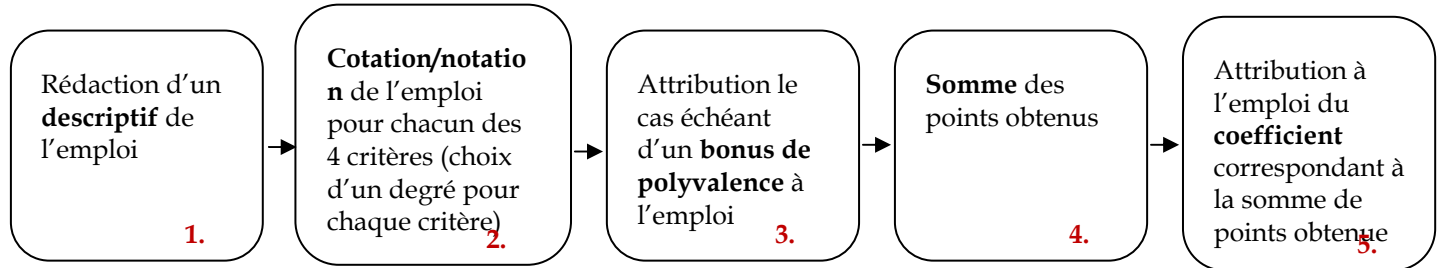 Rédaction d’un
descriptif de
l’emploi
1.
Cotation/notatio
n de l’emploi
pour chacun des
4 critères (choix
d’un degré pour
chaque critère)
2.
Attribution le
cas échéant
d’un bonus de
polyvalence à
l’emploi
3.
Somme des
points obtenus
4.
Attribution à
l’emploi du
coefficient
correspondant à
la somme de
points obtenue
5.